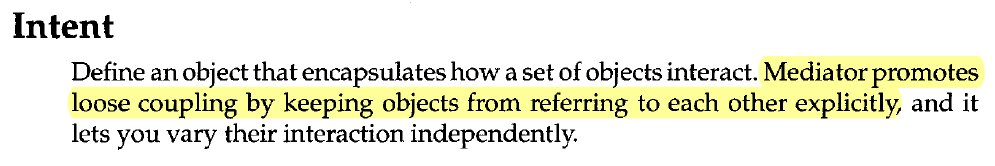 Intent
Define an object that encapsulates how a set of objects interact. Mediator promotes
loose coupling by keeping objects from referring to each other explicitly, and it
lets you vary their interaction independently.